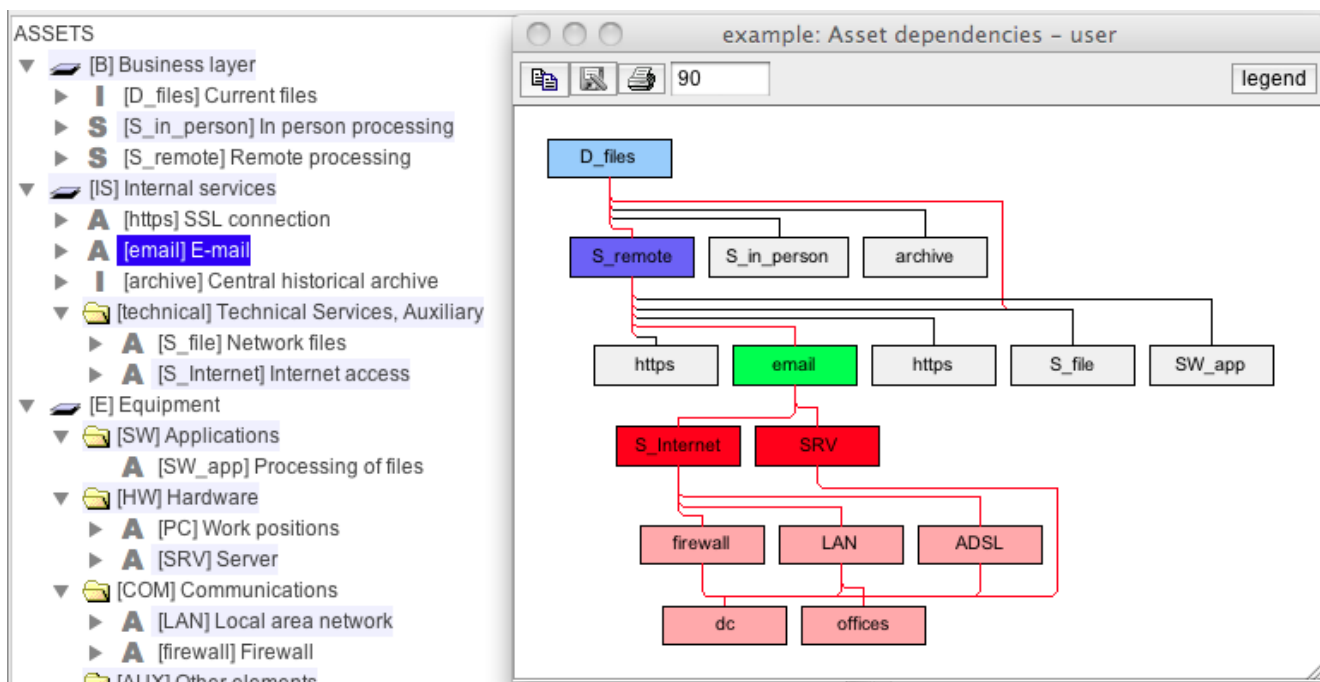 ASSETS
[B] Business layer
[D_files] Current files
S [S_in_person] In person processing
S [S_remote] Remote processing
[IS] Internal services
A [https] SSL connection
A [email] E-mail
[archive] Central historical archive
[technical] Technical Services, Auxiliary
A [S_file] Network files
A [S_Internet] Internet access
[E] Equipment
[SW] Applications
A [SW_app] Processing of files
[HW] Hardware
A [PC] Work positions
A [SRV] Server
[COM] Communications
A [LAN] Local area network
A [firewall] Firewall
[AUX] Other elements
example: Asset dependencies – user
90
legend
D_files
S_remote S_in_person archive
https email https S_file SW_app
S_Internet SRV
firewall LAN ADSL
dc offices